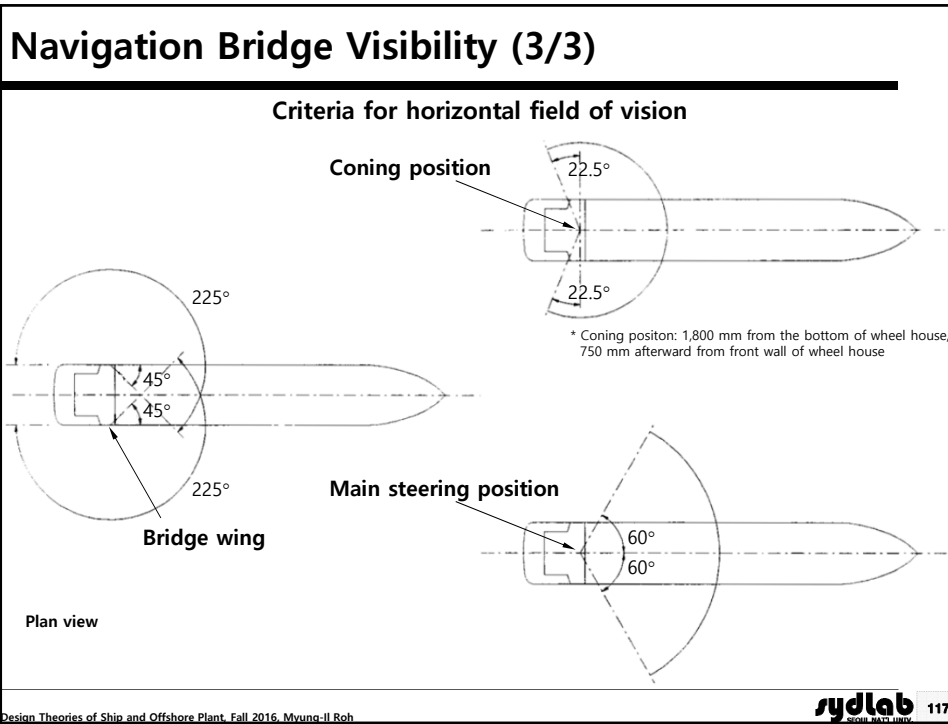 Navigation Bridge Visibility (3/3)
Criteria for horizontal field of vision
Coning position
22.5°
22.5°
* Coning positon: 1,800 mm from the bottom of wheel house,
750 mm afterward from front wall of wheel house
225°
45°
45°
225°
Bridge wing
Main steering position
60°
60°
Plan view
Design Theories of Ship and Offshore Plant, Fall 2016, Myung-Il Roh
sydlab
SEOUL NAT'L UNIV.
117